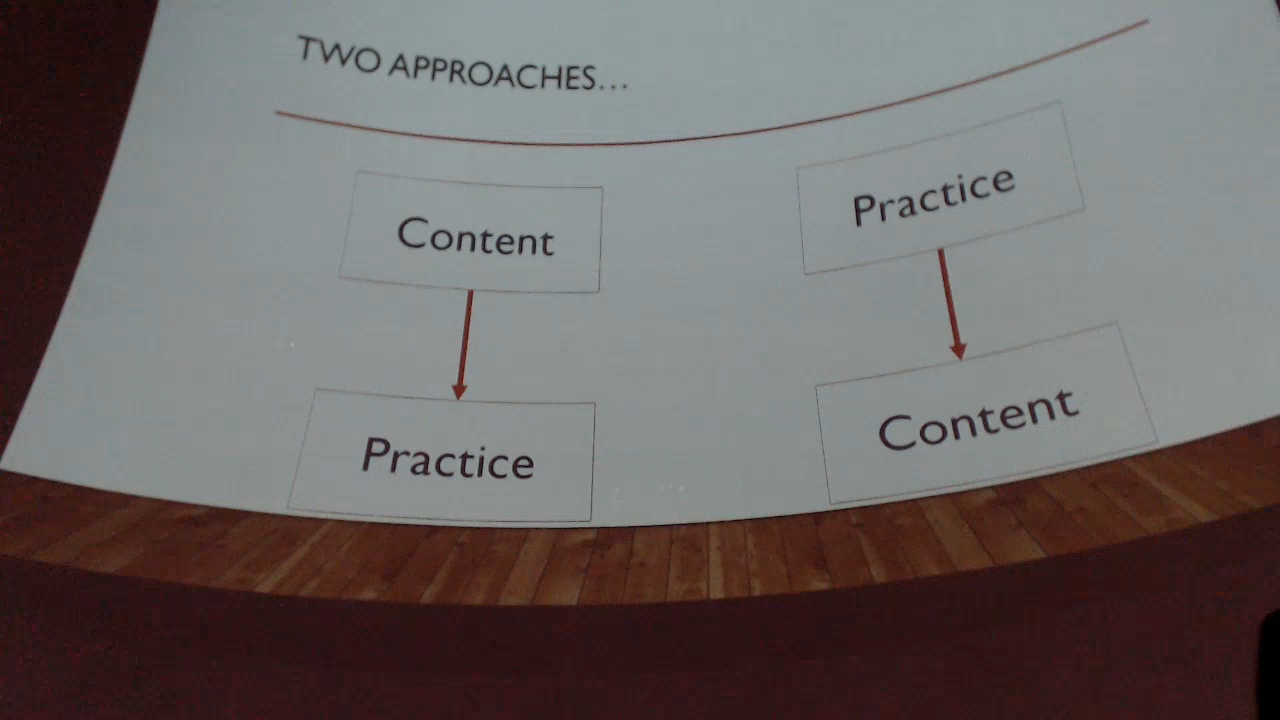 TWO APPROACHES...
Content
Practice
Practice
Content